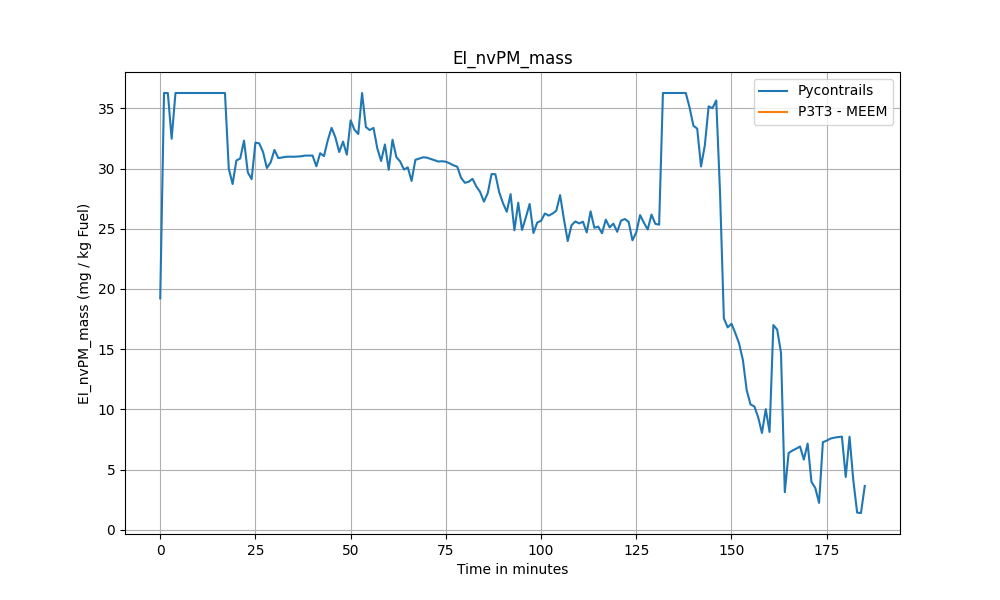 EI_nvPM_mass
Pycontrails
P3T3 - MEEM
EI_nvPM_mass (mg / kg Fuel)
35
30
25
20
15
10
5
0
0 25 50 75 100 125 150 175
Time in minutes